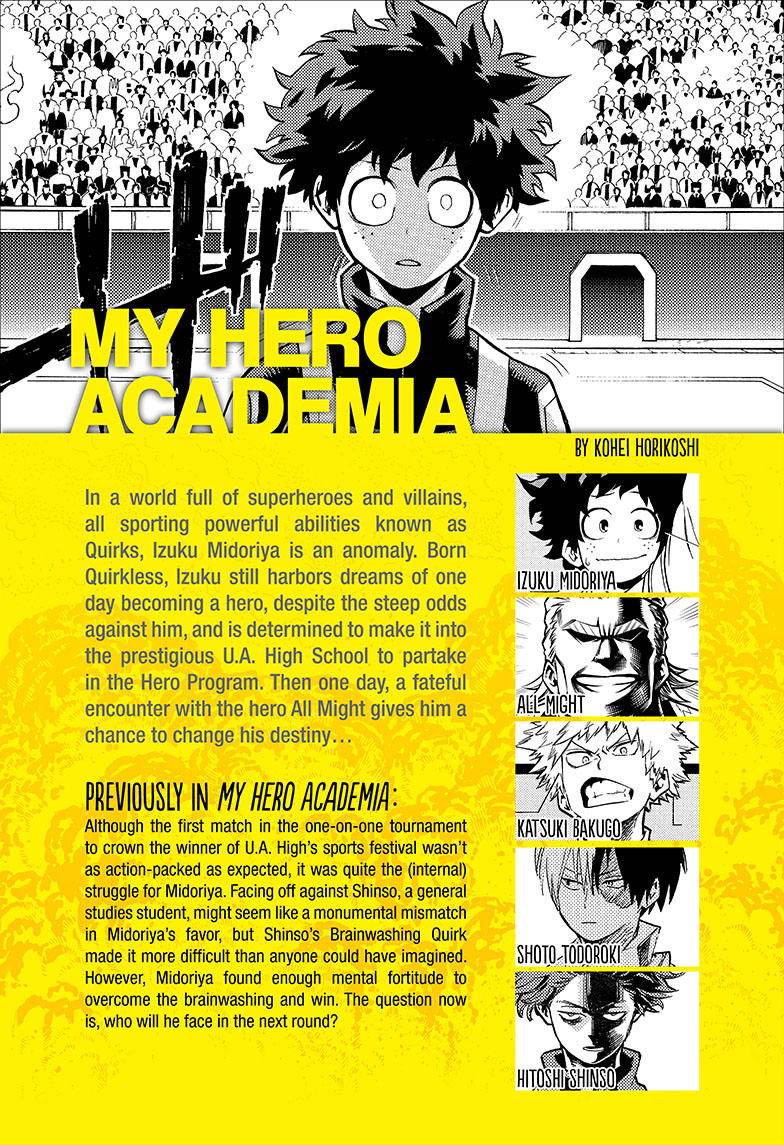 MY HERO
ACADEMIA
BY KOHEI HORIKOSHI
In a world full of superheroes and villains,
all sporting powerful abilities known as
Quirks, Izuku Midoriya is an anomaly. Born
Quirkless, Izuku still harbors dreams of one
day becoming a hero, despite the steep odds
against him, and is determined to make it into
the prestigious U.A. High School to partake
in the Hero Program. Then one day, a fateful
encounter with the hero All Might gives him a
chance to change his destiny…
PREVIOUSLY IN MY HERO ACADEMIA:
Although the first match in the one-on-one tournament
to crown the winner of U.A. High’s sports festival wasn’t
as action-packed as expected, it was quite the (internal)
struggle for Midoriya. Facing off against Shinso, a general
studies student, might seem like a monumental mismatch
in Midoriya’s favor, but Shinso’s Brainwashing Quirk
made it more difficult than anyone could have imagined.
However, Midoriya found enough mental fortitude to
overcome the brainwashing and win. The question now
is, who will he face in the next round?
IZUKU MIDORIYA
ALL MIGHT
KATSUKI BAKUGO
SHOTO TODOROKI
HITOSHI SHINSO